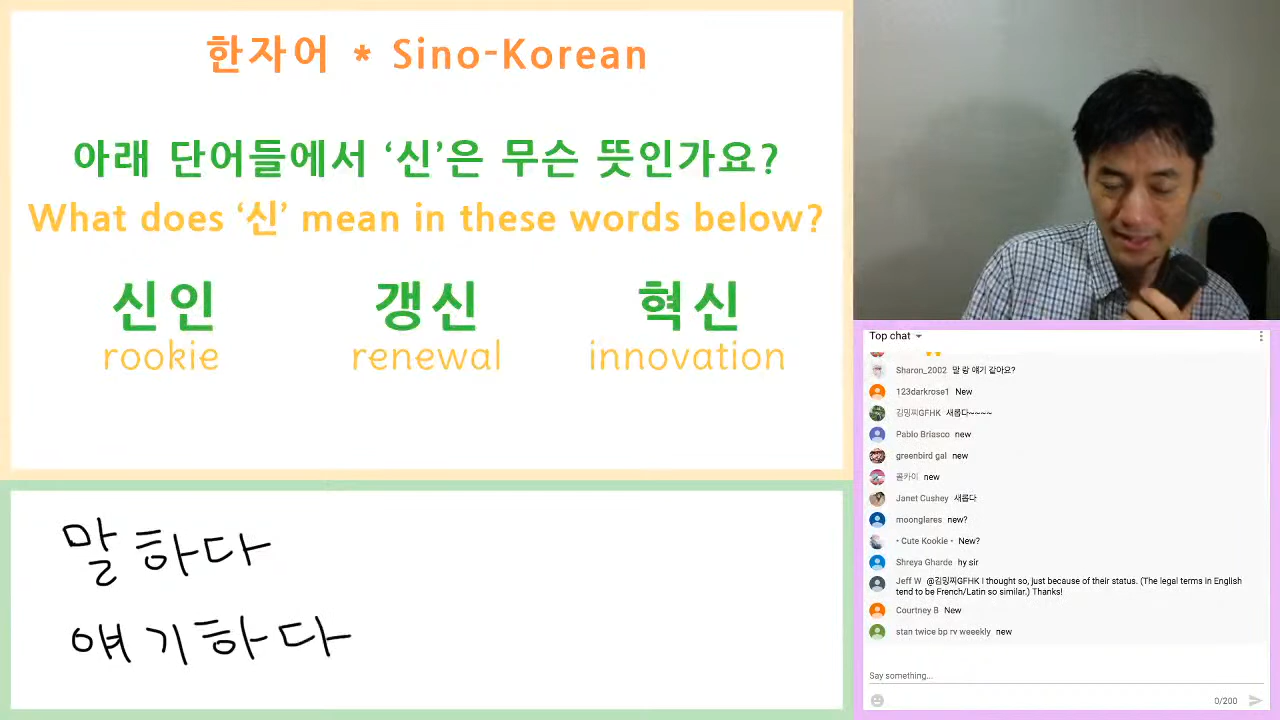 한자어 * Sino-Korean
아래 단어들에서 ‘신’은 무슨 뜻인가요?
What does ‘신’ mean in these words below?
신인 갱신 혁신
rookie renewal innovation
말하다
얘기하다
Top chat
Sharon_2002 말 랑 얘기 같아요?
123darkrose1 New
김밍찌GFHK 새롭다~~~~
Pablo Briasco new
greenbird gal new
꼴카이 new
Janet Cushey 새롭다
moonglares new?
• Cute Kookie • New?
Shreya Gharde hy sir
Jeff W @김밍찌GFHK I thought so, just because of their status. (The legal terms in English
tend to be French/Latin so similar.) Thanks!
Courtney B New
stan twice bp rv weeekly new
Say something...
0/200